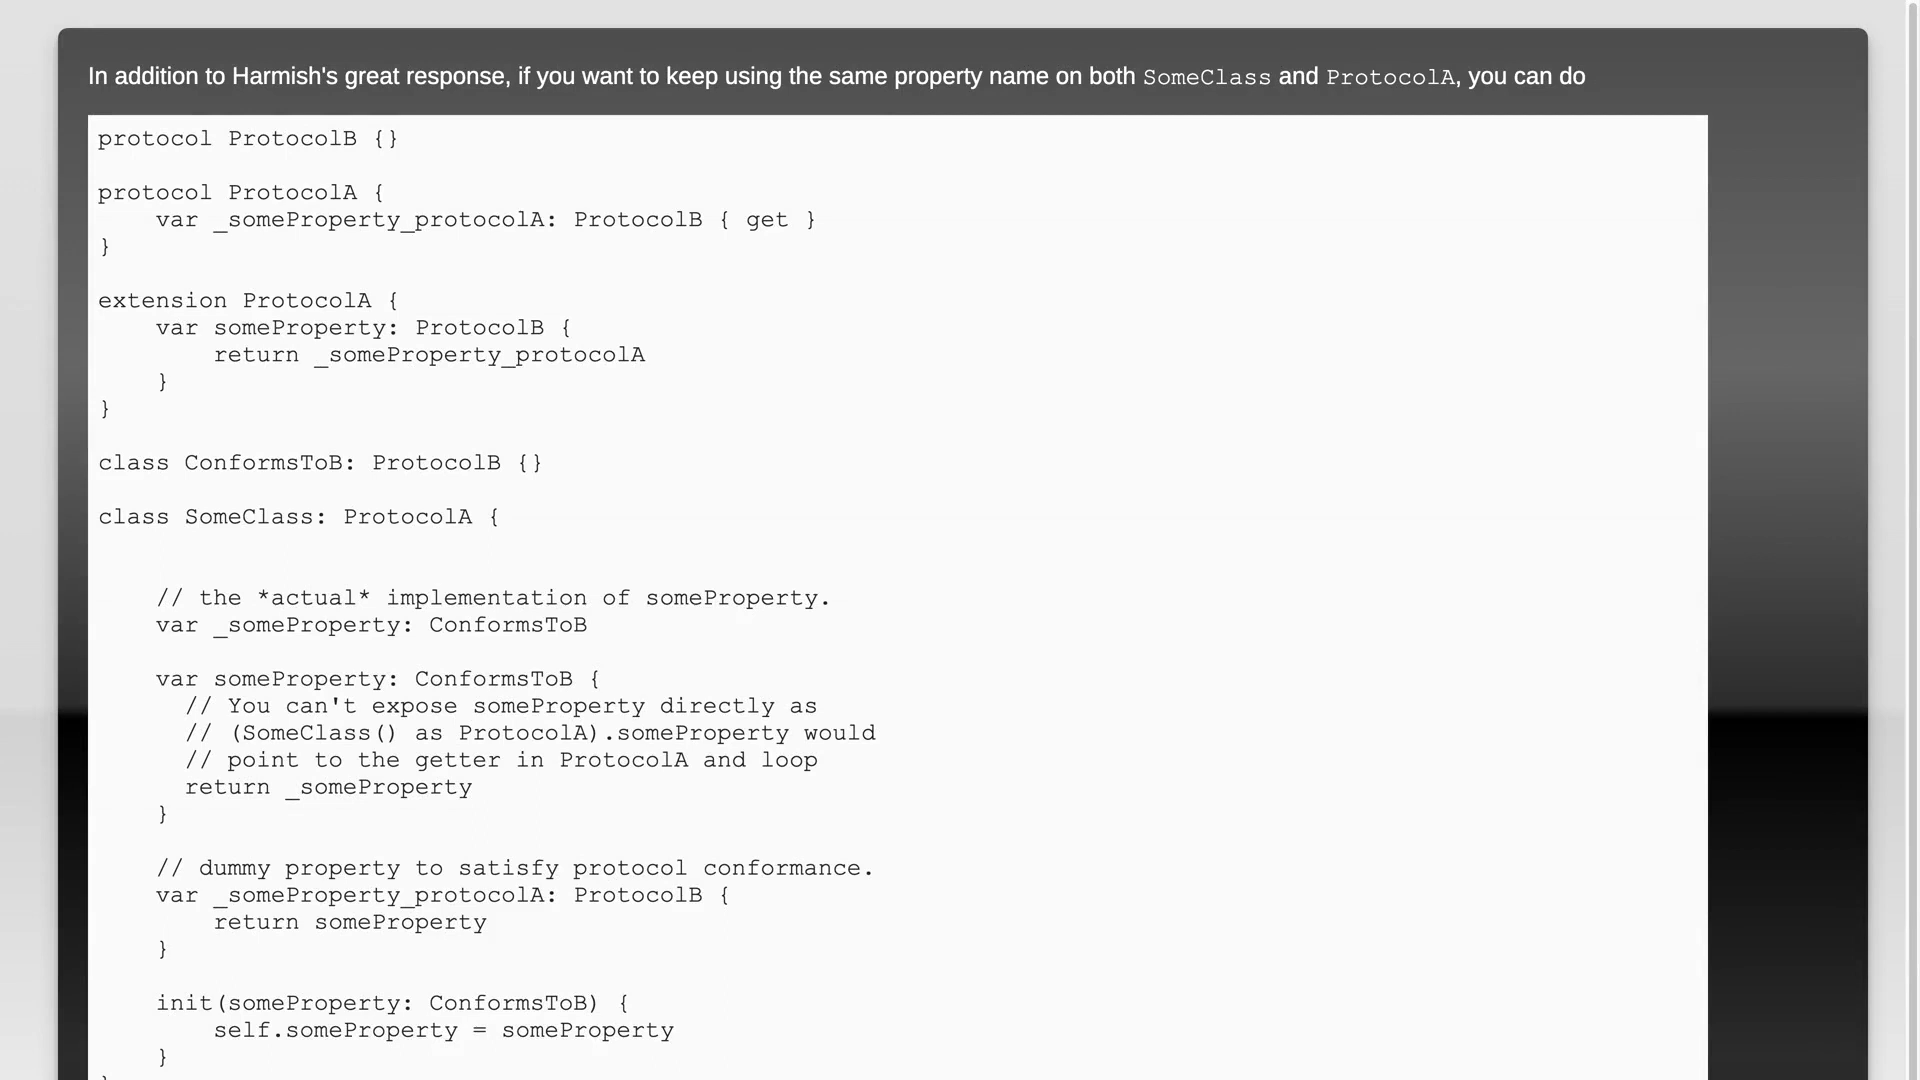 In addition to Harmish's great response, if you want to keep using the same property name on both SomeClass and ProtocolA, you can do
protocol ProtocolB {}
protocol ProtocolA {
    var _someProperty_protocolA: ProtocolB { get }
}
extension ProtocolA {
    var someProperty: ProtocolB {
        return _someProperty_protocolA
    }
}
class ConformsToB: ProtocolB {}
class SomeClass: ProtocolA {
    // the *actual* implementation of someProperty.
    var _someProperty: ConformsToB
    var someProperty: ConformsToB {
      // You can't expose someProperty directly as
      // (SomeClass() as ProtocolA).someProperty would
      // point to the getter in ProtocolA and loop
      return _someProperty
    }
    // dummy property to satisfy protocol conformance.
    var _someProperty_protocolA: ProtocolB {
        return someProperty
    }
    init(someProperty: ConformsToB) {
        self.someProperty = someProperty
    }